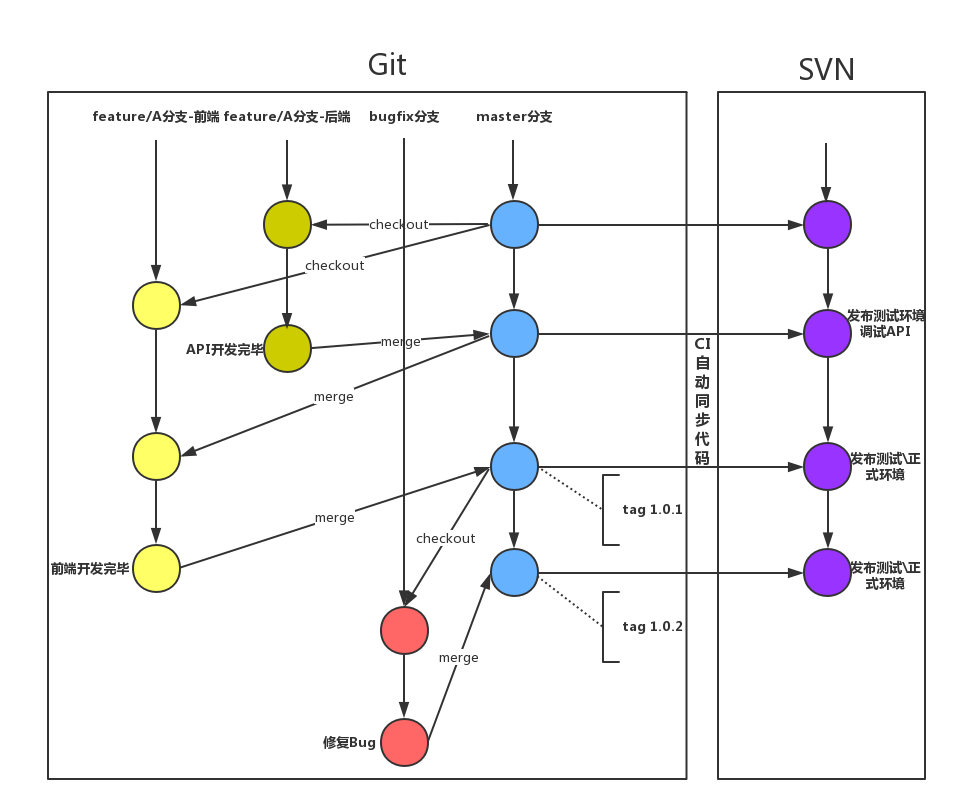 Git
SVN
feature/A分支-前端
feature/A分支-后端
bugfix分支
master分支
checkout
checkout
发布测试环境
调试API
API开发完毕
merge
CI
自
动
同
步
代
码
merge
发布测试\正
式环境
tag 1.0.1
merge
checkout
前端开发完毕
发布测试\正
式环境
tag 1.0.2
merge
修复Bug